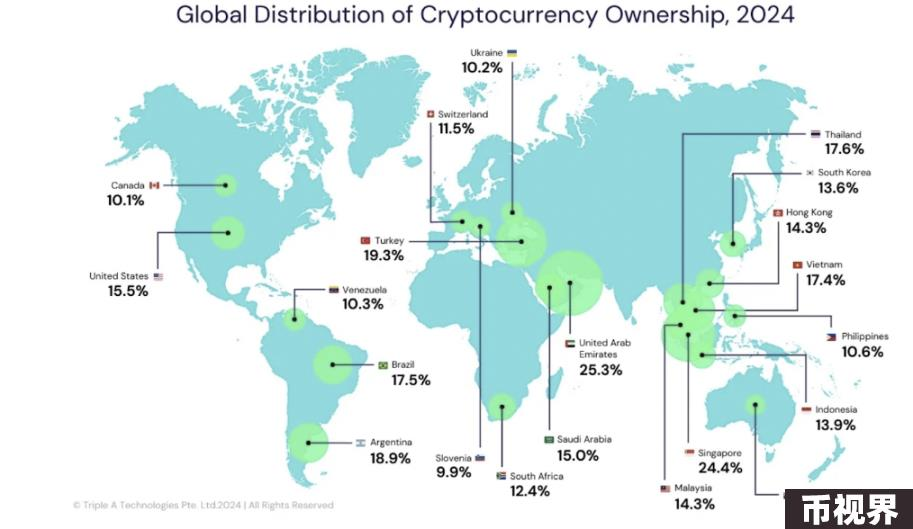 Global Distribution of Cryptocurrency Ownership, 2024
Ukraine
10.2%
Switzerland
11.5%
Thailand
17.6%
South Korea
13.6%
Canada
10.1%
Hong Kong
14.3%
Turkey
19.3%
Vietnam
17.4%
United States
15.5%
Venezuela
10.3%
United Arab
Emirates
25.3%
Philippines
10.6%
Brazil
17.5%
Indonesia
13.9%
Argentina
18.9%
Saudi Arabia
15.0%
Slovenia
9.9%
Singapore
24.4%
South Africa
12.4%
Malaysia
14.3%
© Triple A Technologies Pte. Ltd.2024 | All Rights Reserved
币视界